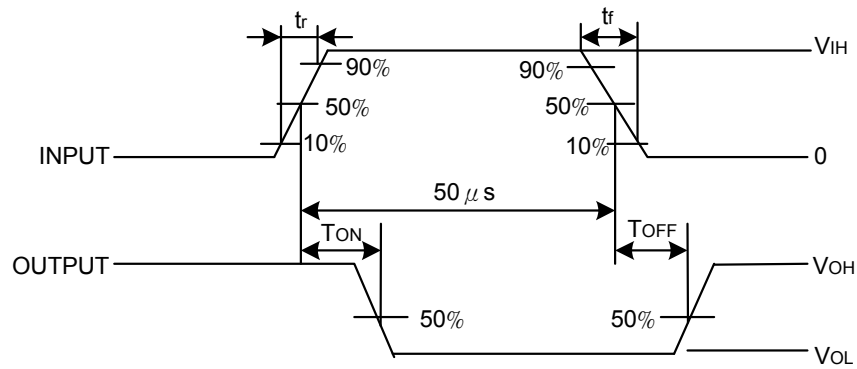 tr
tf
VIH
90%
90%
50%
50%
10%
10%
INPUT
0
50 μs
TON
TOFF
OUTPUT
VOH
50%
50%
VOL